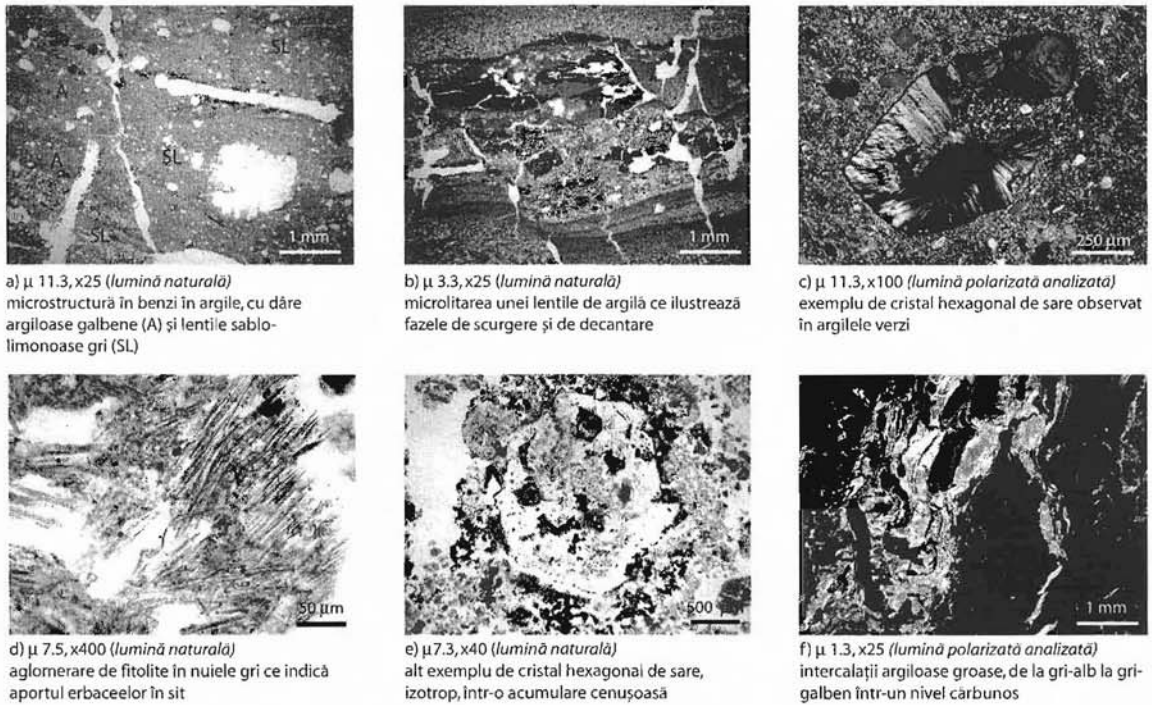 SL
A
A
SL
SL
1 mm
a) μ 11.3, x25 (lumină naturală)
microstructură în benzi în argile, cu dâre
argiloase galbene (A) și lentile sablo-
limonoase gri (SL)
1 mm
b) μ 3.3, x25 (lumină naturală)
microlitarea unei lentile de argilă ce ilustrează
fazele de scurgere și de decantare
250 μm
c) μ 11.3, x100 (lumină polarizată analizată)
exemplu de cristal hexagonal de sare observat
în argilele verzi
50 μm
d) μ 7.5, x400 (lumină naturală)
aglomerare de fitolite în nuiele gri ce indică
aportul erbaceelor în sit
500 μm
e) μ7.3, x40 (lumină naturală)
alt exemplu de cristal hexagonal de sare,
izotrop, într-o acumulare cenușoasă
1 mm
f) μ 1.3, x25 (lumină polarizată analizată)
intercalații argiloase groase, de la gri-alb la gri-
galben într-un nivel cărbunos